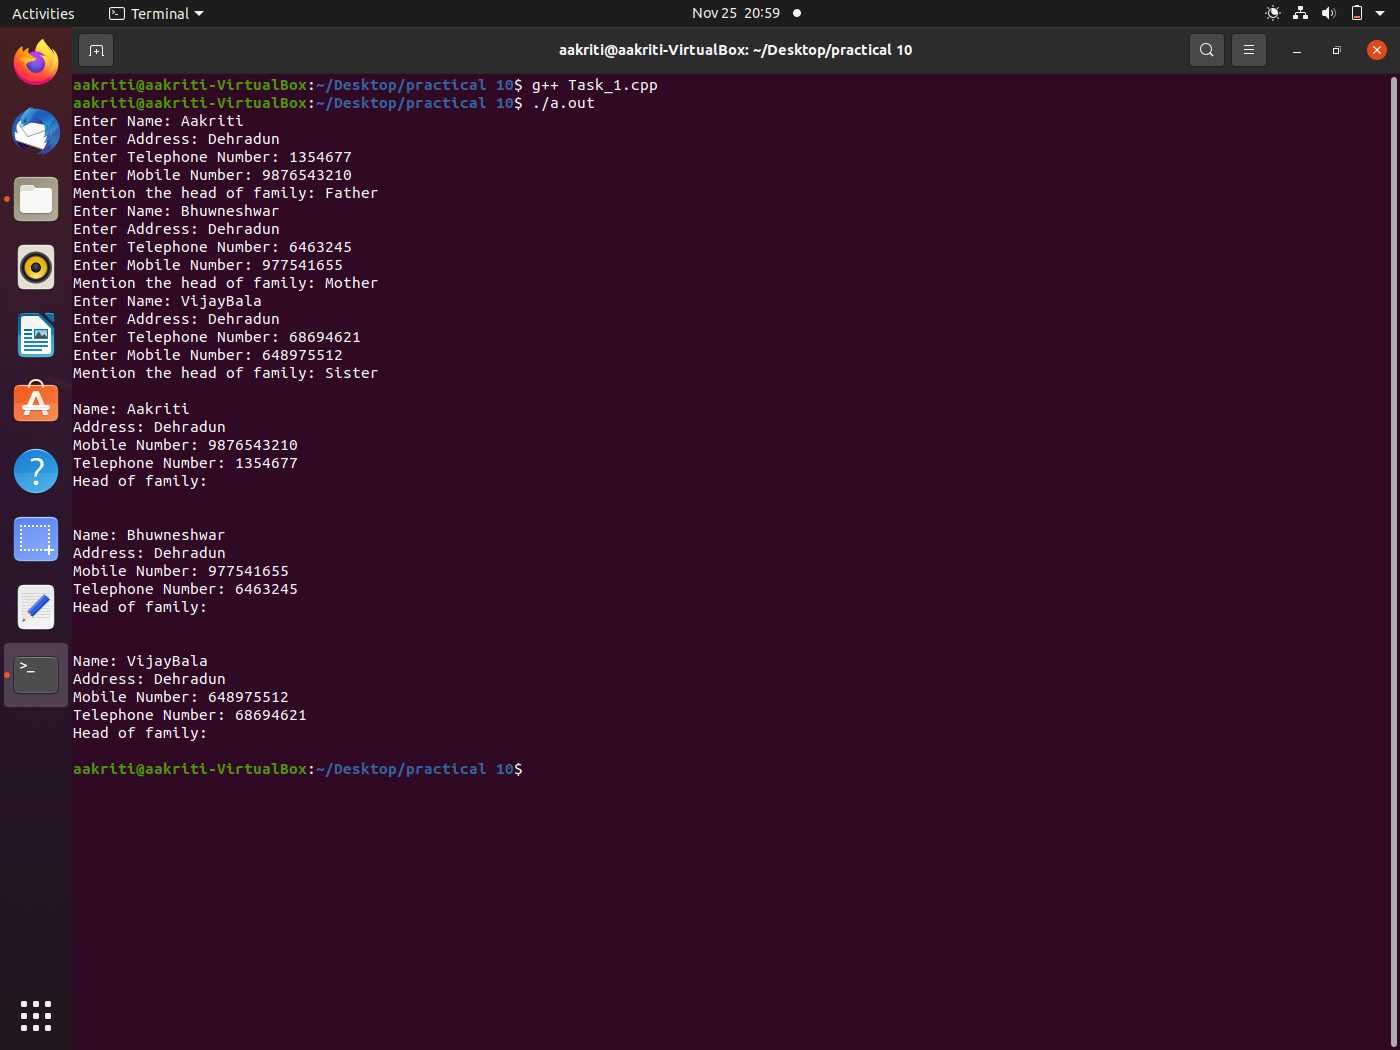 Activities Terminal Nov 25 20:59
aakriti@aakriti-VirtualBox: ~/Desktop/practical 10
aakriti@aakriti-VirtualBox:~/Desktop/practical 10$ g++ Task_1.cpp
aakriti@aakriti-VirtualBox:~/Desktop/practical 10$ ./a.out
Enter Name: Aakriti
Enter Address: Dehradun
Enter Telephone Number: 1354677
Enter Mobile Number: 9876543210
Mention the head of family: Father
Enter Name: Bhuwneshwar
Enter Address: Dehradun
Enter Telephone Number: 6463245
Enter Mobile Number: 977541655
Mention the head of family: Mother
Enter Name: VijayBala
Enter Address: Dehradun
Enter Telephone Number: 68694621
Enter Mobile Number: 648975512
Mention the head of family: Sister
Name: Aakriti
Address: Dehradun
Mobile Number: 9876543210
Telephone Number: 1354677
Head of family:
Name: Bhuwneshwar
Address: Dehradun
Mobile Number: 977541655
Telephone Number: 6463245
Head of family:
Name: VijayBala
Address: Dehradun
Mobile Number: 648975512
Telephone Number: 68694621
Head of family:
aakriti@aakriti-VirtualBox:~/Desktop/practical 10$